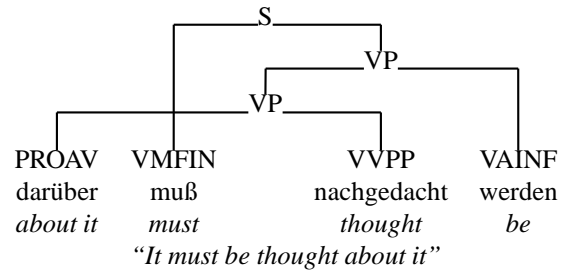 S
VP
VP
PROAV VMFIN VVPP VAINF
darüber muß nachgedacht werden
about it must thought be
“It must be thought about it”